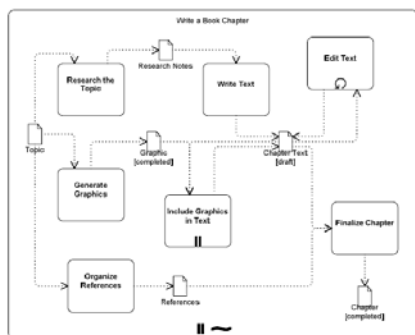 Write a Book Chapter
Research the
Topic
Research Notes
Write Text
Edit Text
Topic
Generate
Graphics
Graphic
[completed]
Chapter Text
[draft]
Include Graphics
in Text
Finalize Chapter
Organize
References
References
Chapter
[completed]